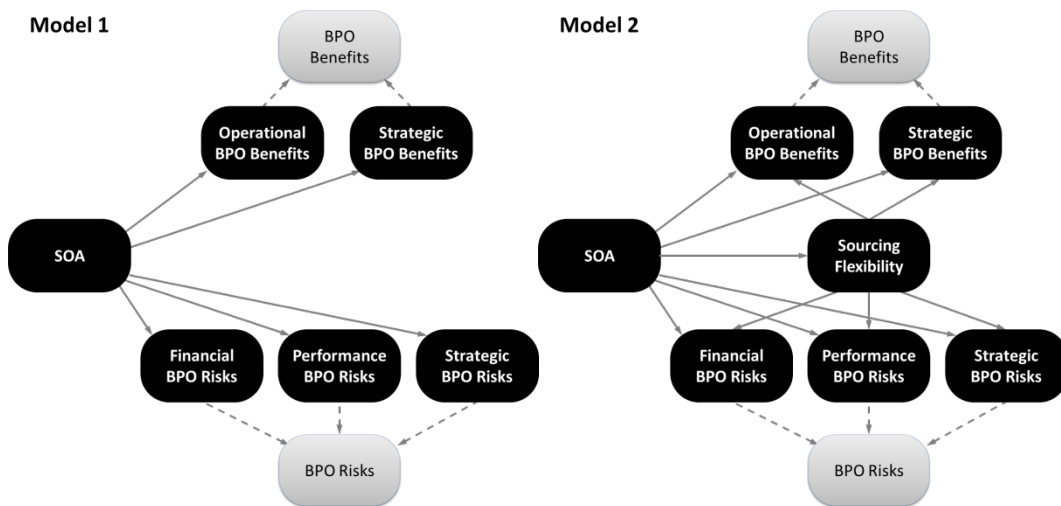 Model 1
BPO
Benefits
Operational
BPO Benefits
Strategic
BPO Benefits
SOA
Financial
BPO Risks
Performance
BPO Risks
Strategic
BPO Risks
BPO Risks
Model 2
BPO
Benefits
Operational
BPO Benefits
Strategic
BPO Benefits
SOA
Sourcing
Flexibility
Financial
BPO Risks
Performance
BPO Risks
Strategic
BPO Risks
BPO Risks